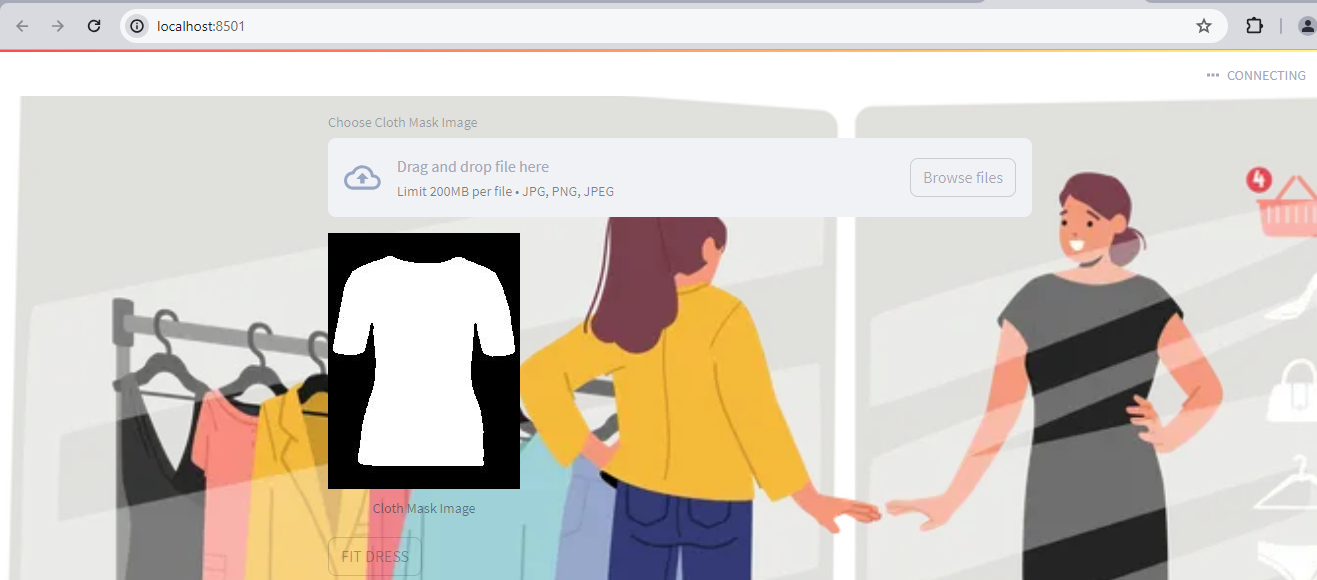 localhost:8501
CONNECTING
Choose Cloth Mask Image
Drag and drop file here
Limit 200MB per file • JPG, PNG, JPEG
Browse files
4
Cloth Mask Image
FIT DRESS